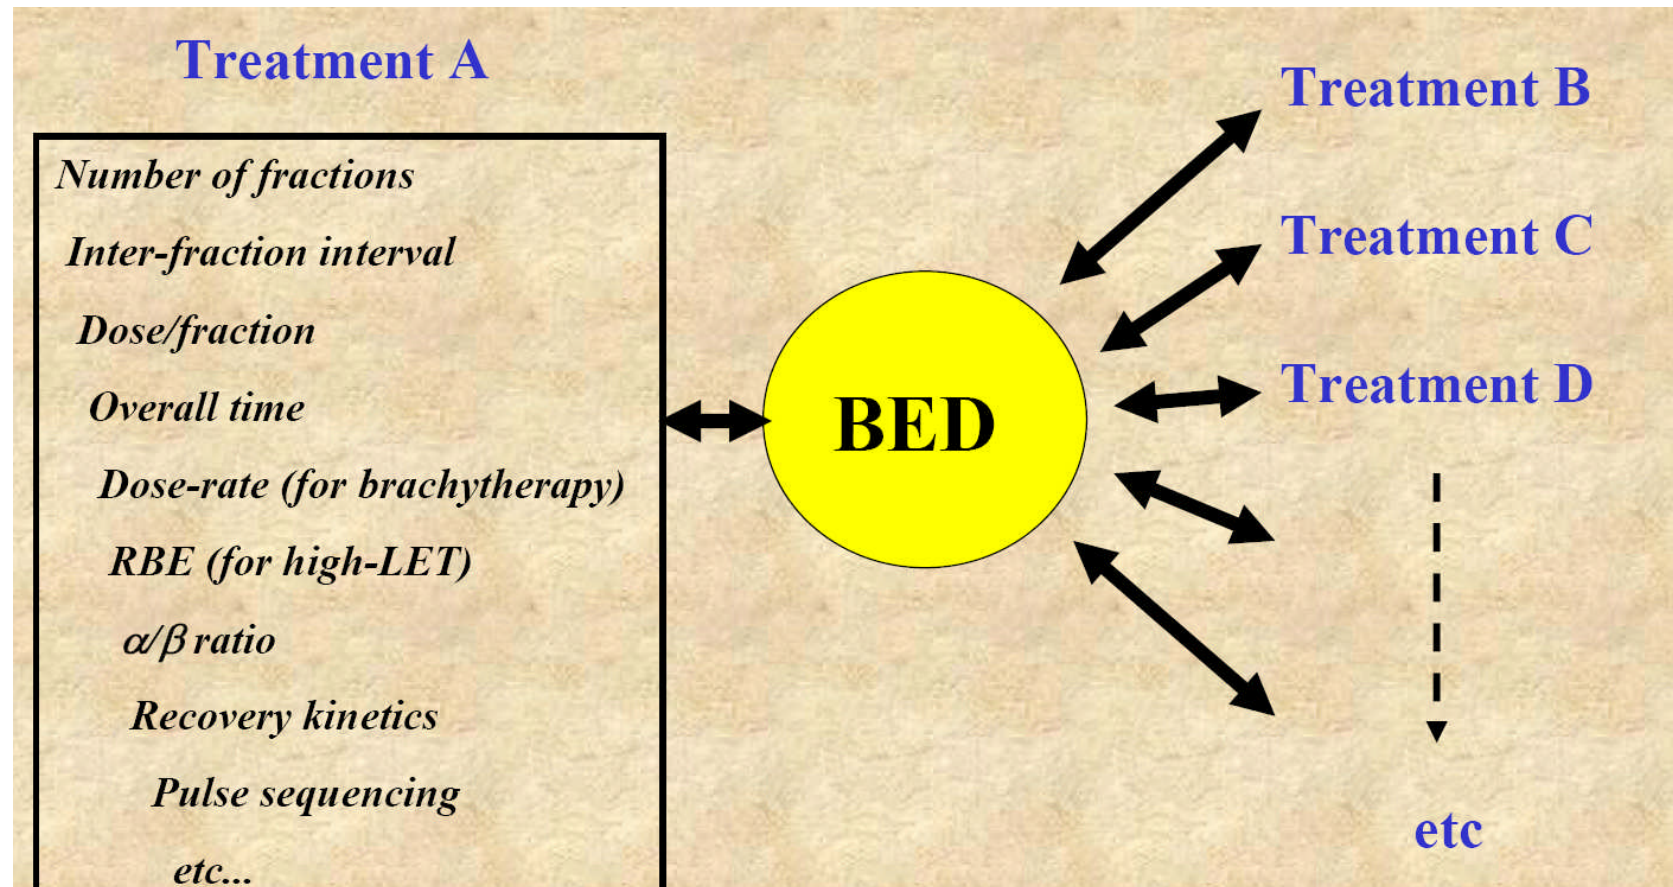 Treatment A
Number of fractions
Inter-fraction interval
Dose/fraction
Overall time
Dose-rate (for brachytherapy)
RBE (for high-LET)
α/β ratio
Recovery kinetics
Pulse sequencing
etc...
BED
Treatment B
Treatment C
Treatment D
etc